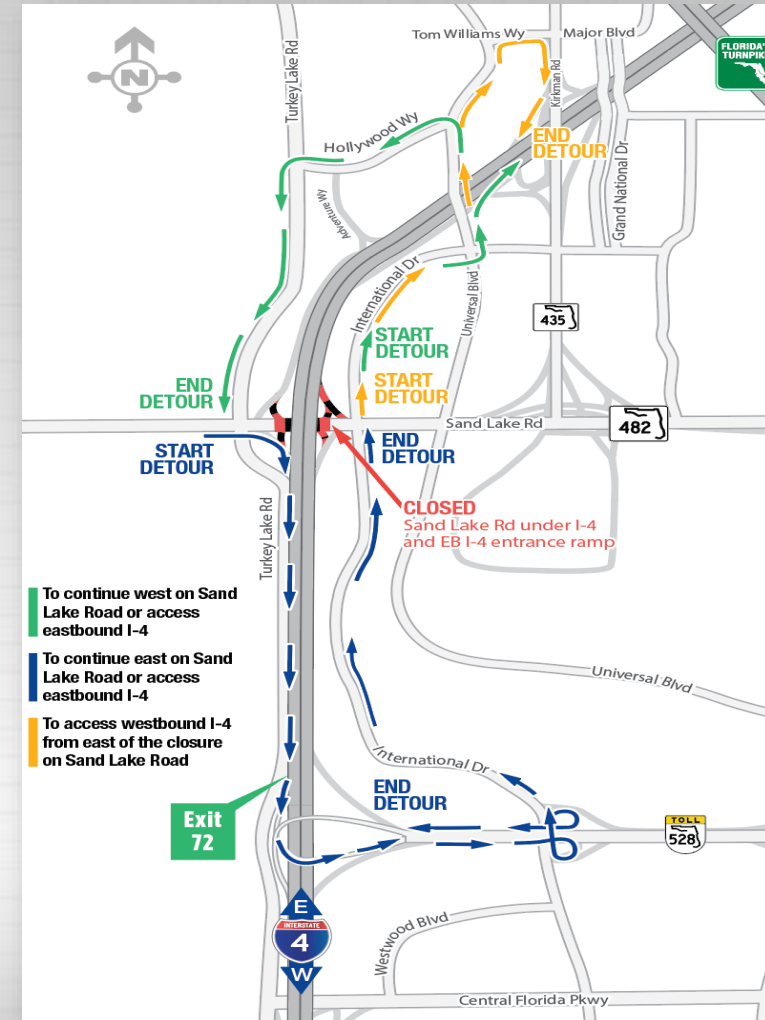 Tom Williams Wy
Major Blvd
FLORIDA'S
TURNPIK
N
Turkey Lake Rd
Kirkman Rd
Hollywood Wy
END
DETOUR
Grand National Dr
Adventure Wy
International Dr
Universal Blvd
435
START
DETOUR
END
DETOUR
START
DETOUR
Sand Lake Rd
482
START
DETOUR
END
DETOUR
CLOSED
Sand Lake Rd under I-4
and EB I-4 entrance ramp
Turkey Lake Rd
To continue west on Sand
Lake Road or access
eastbound I-4
To continue east on Sand
Lake Road or access
eastbound I-4
Universal Blvd
To access westbound I-4
from east of the closure
on Sand Lake Road
International Dr
END
DETOUR
Exit
72
TOLL
528
E
INTERSTATE
4
W
Westwood Blvd
Central Florida Pkwy